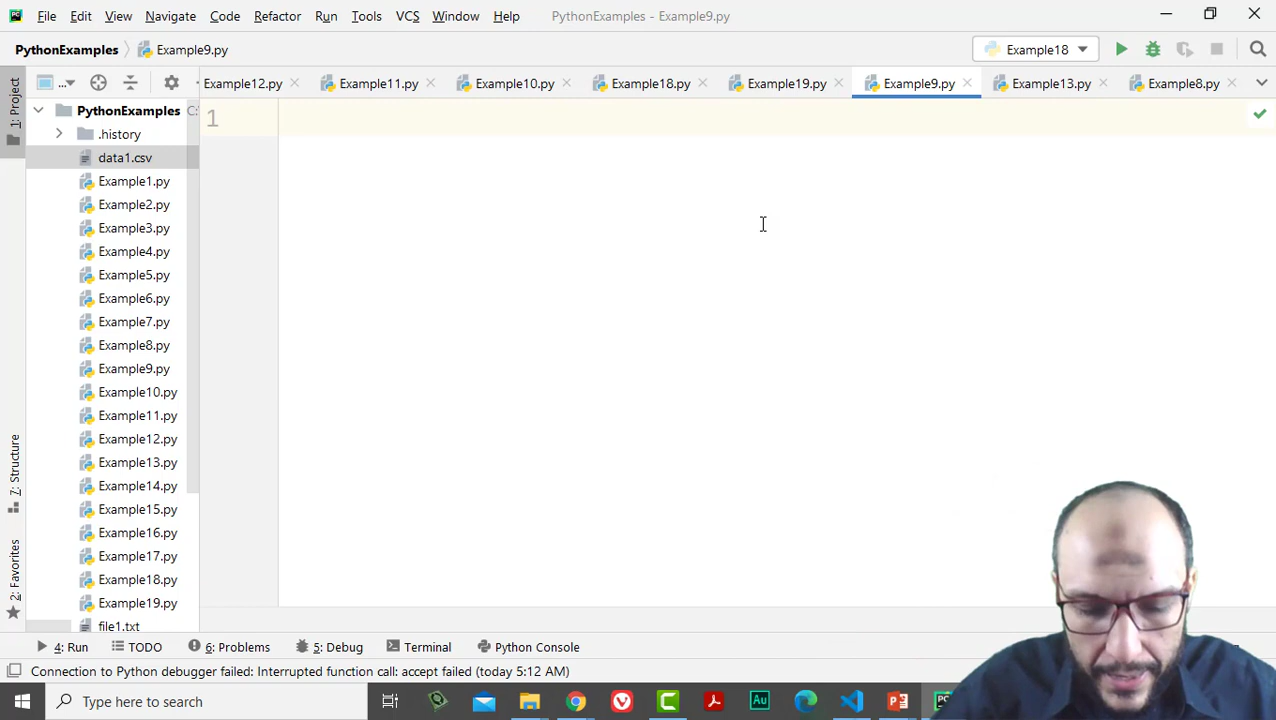 File Edit View Navigate Code Refactor Run Tools VCS Window Help PythonExamples - Example9.py
PythonExamples Example9.py Example18
1: Project
...
Example12.py Example11.py Example10.py Example18.py Example19.py Example9.py Example13.py Example8.py
PythonExamples C:
1
.history
data1.csv
Example1.py
Example2.py
Example3.py
Example4.py
Example5.py
Example6.py
Example7.py
Example8.py
Example9.py
Example10.py
Example11.py
Example12.py
Example13.py
Example14.py
Example15.py
Example16.py
Example17.py
Example18.py
Example19.py
file1.txt
7: Structure
2: Favorites
4: Run TODO 6: Problems 5: Debug Terminal Python Console
Connection to Python debugger failed: Interrupted function call: accept failed (today 5:12 AM)
Type here to search